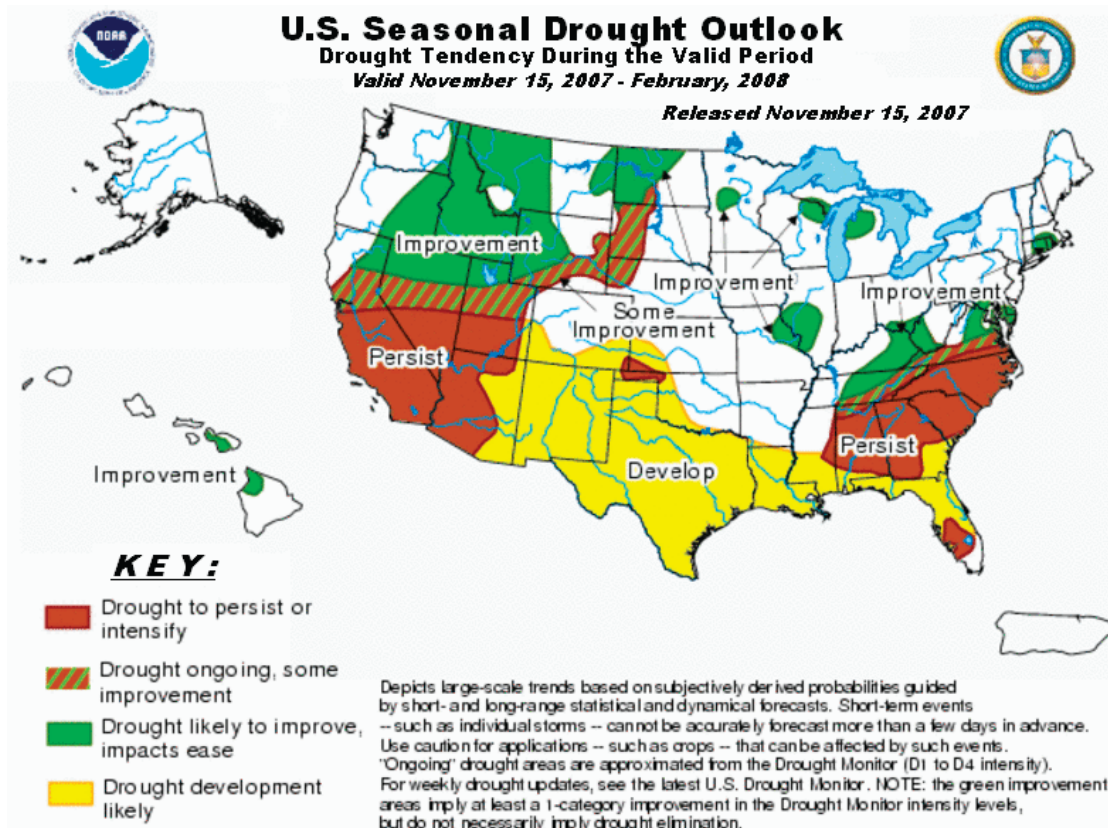 NOAA
U.S. Seasonal Drought Outlook
Drought Tendency During the Valid Period
Valid November 15, 2007 - February, 2008
Released November 15, 2007
Improvement
Improvement
Improvement
Some
Improvement
Persist
Persist
Develop
Improvement
KEY:
Drought to persist or
intensify
Drought ongoing, some
improvement
Drought likely to improve,
impacts ease
Drought development
likely
Depicts large-scale trends based on subjectively derived probabilities guided
by short- and long-range statistical and dynamical forecasts. Short-term events
-- such as individual storms -- cannot be accurately forecast more than a few days in advance.
Use caution for applications -- such as crops -- that can be affected by such events.
"Ongoing" drought areas are approximated from the Drought Monitor (D1 to D4 intensity).
For weekly drought updates, see the latest U.S. Drought Monitor. NOTE: the green improvement
areas imply at least a 1-category improvement in the Drought Monitor intensity levels,
but do not necessarily imply drought elimination.